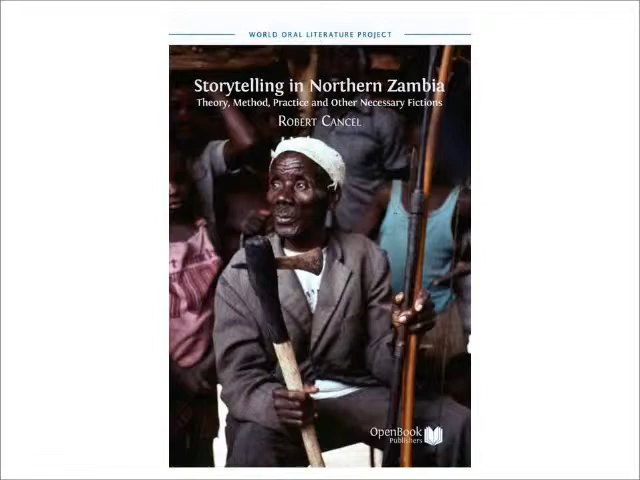 WORLD ORAL LITERATURE PROJECT
Storytelling in Northern Zambia
Theory, Method, Practice and Other Necessary Fictions
ROBERT CANCEL
OpenBook
Publishers